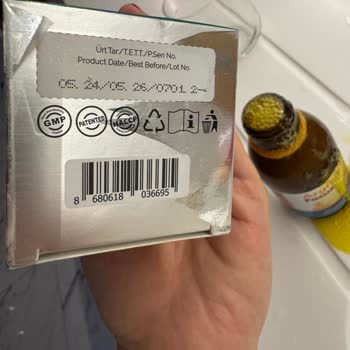 Ürt.Tar./T.E.T.T./P.Seri No.
Product Date/Best Before/Lot No.
05. 24/05. 26/0701 2-
GMP
PATENTED
HACCP
8 680618 036695